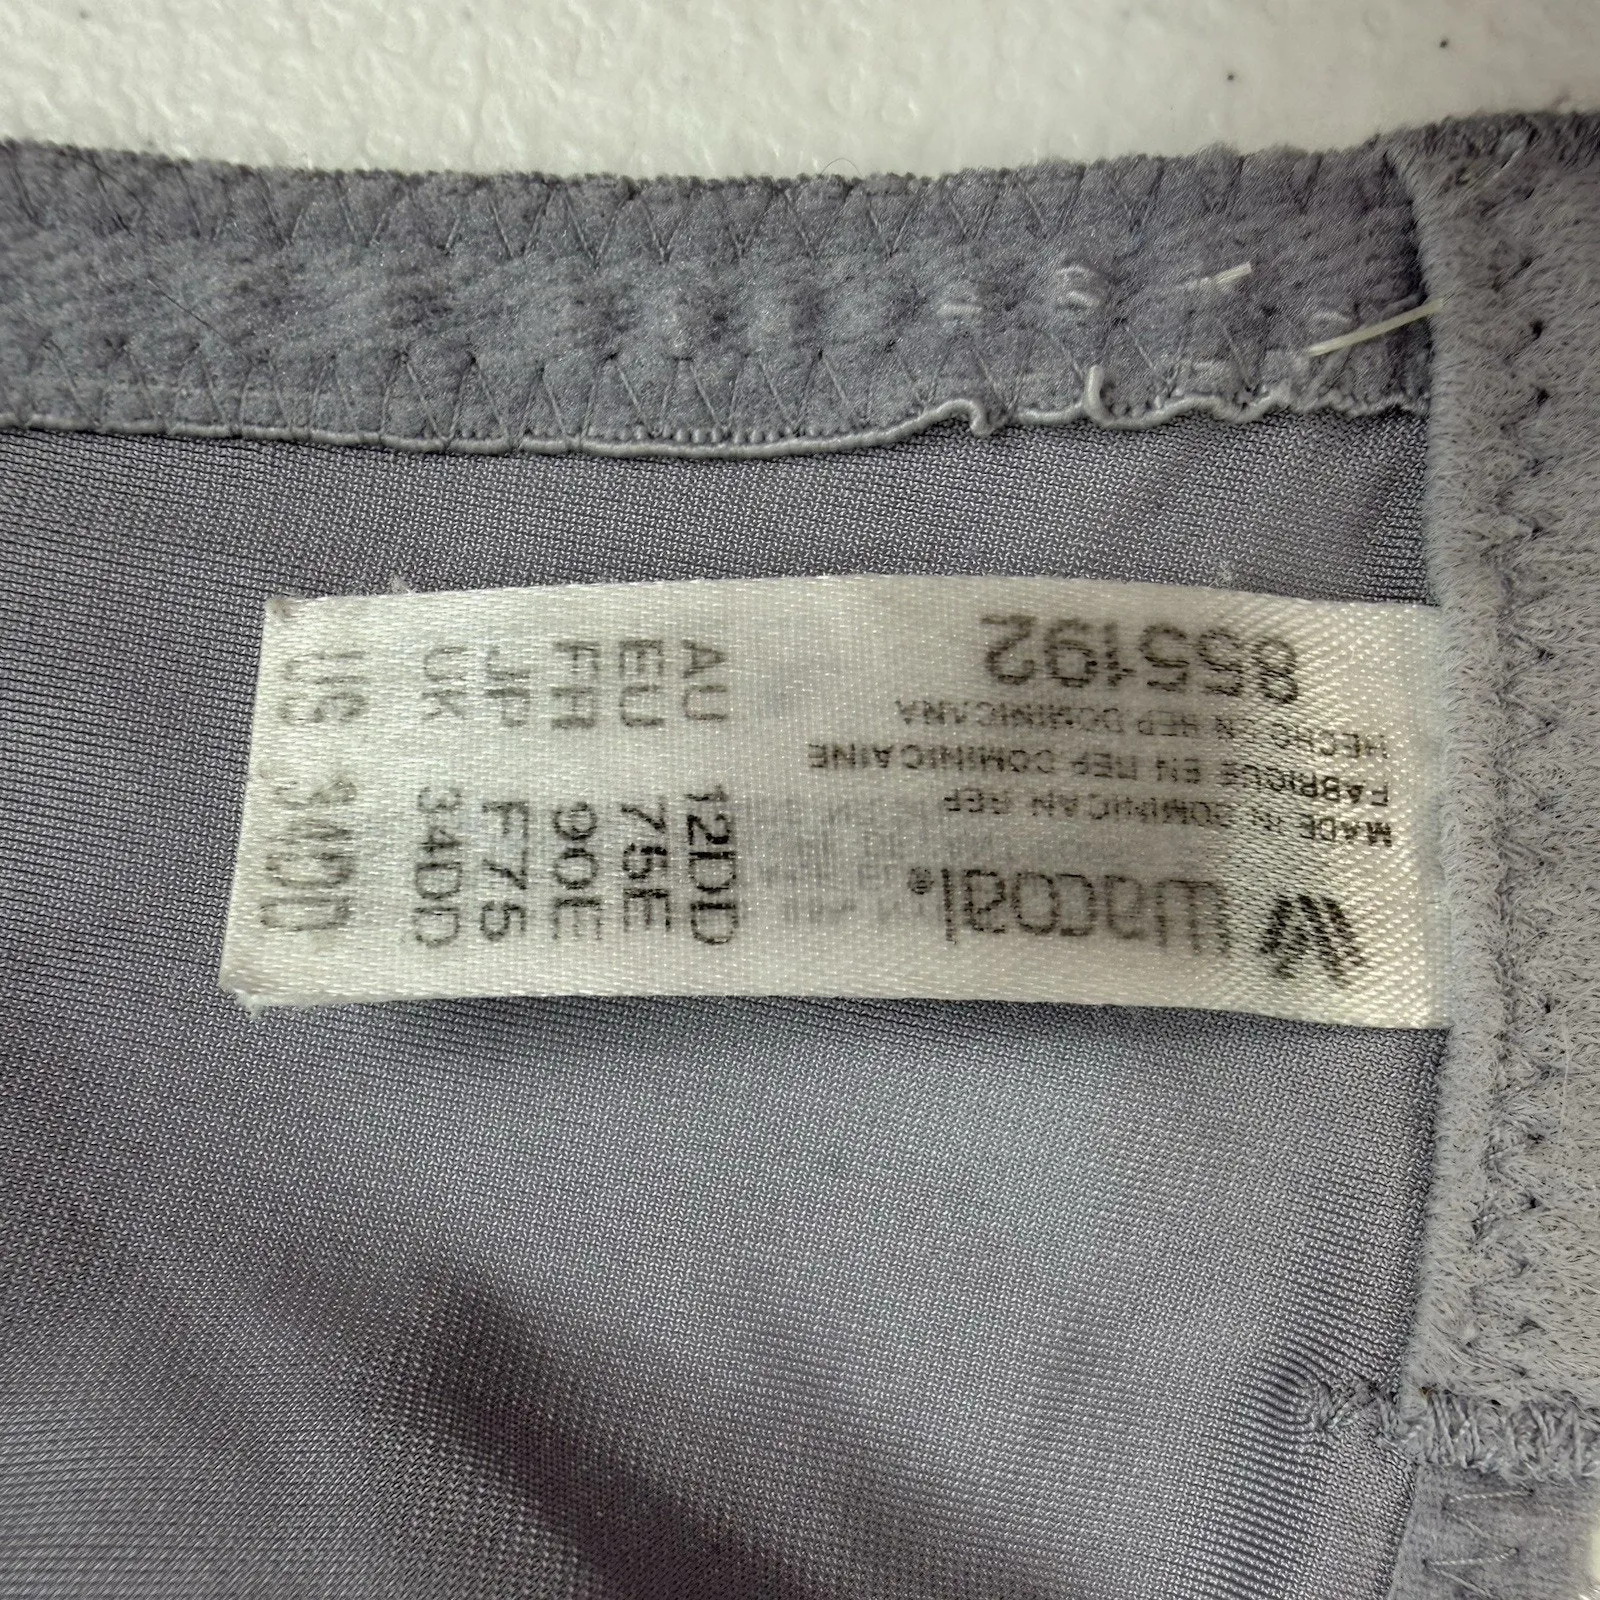 Wacoal®
MADE IN DOMINICAN REP
FABRIQUE EN REP DOMINICAINE
HECHO EN REP DOMINICANA
855192
AU 12DD
EU 75E
FR 90E
JP F75
UK 34DD
US 34DD